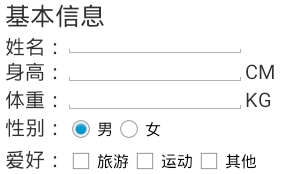 基本信息
姓名：
身高： CM
体重： KG
性别： 男 女
爱好： 旅游 运动 其他